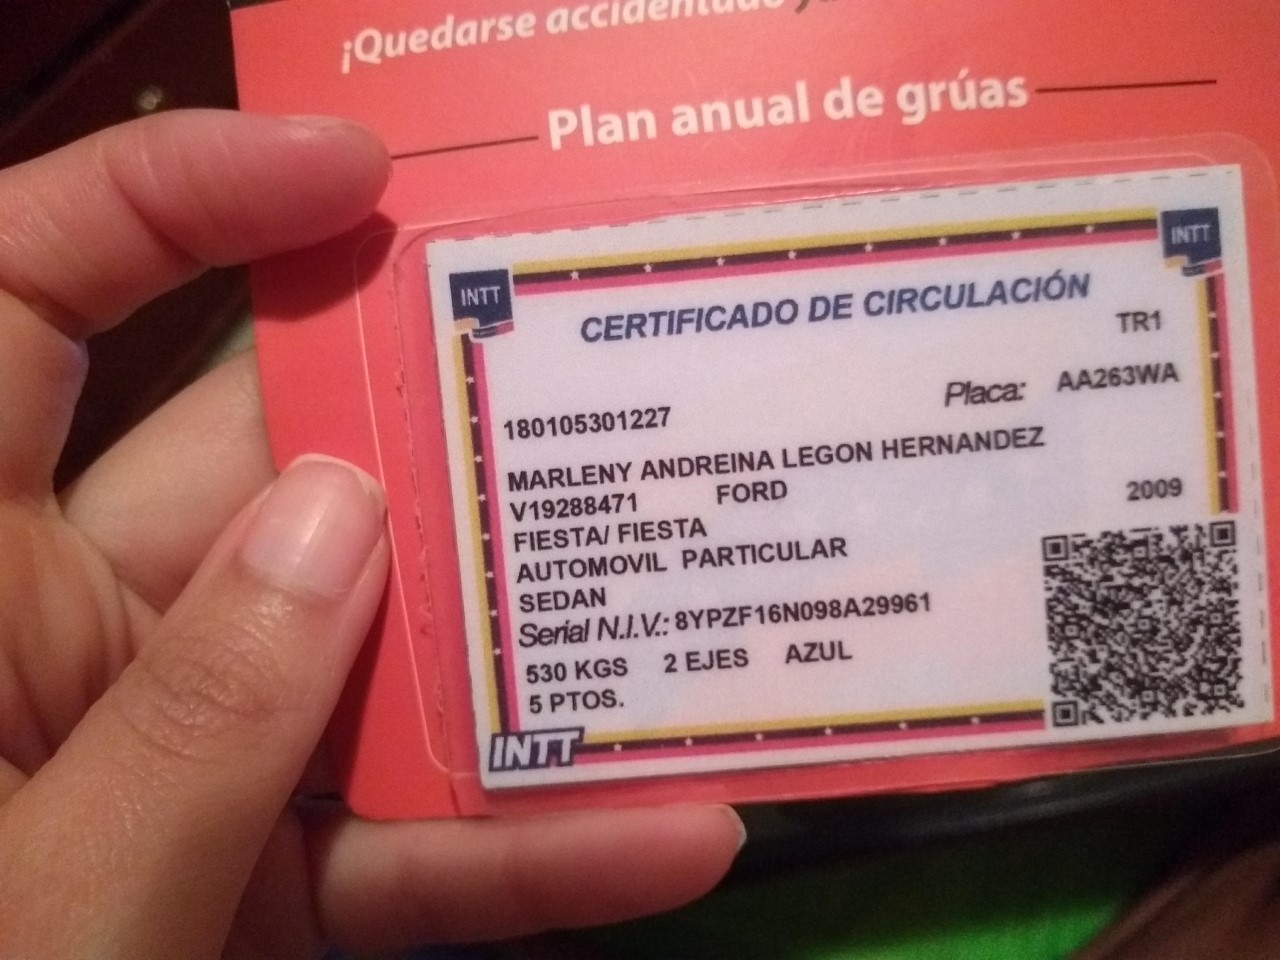 ¡Quedarse accidentado
Plan anual de grúas
INTT
INTT
CERTIFICADO DE CIRCULACIÓN
TR1
Placa: AA263WA
180105301227
MARLENY ANDREINA LEGON HERNANDEZ
V19288471 FORD 2009
FIESTA/ FIESTA
AUTOMOVIL PARTICULAR
SEDAN
Serial N.I.V.: 8YPZF16N098A29961
530 KGS 2 EJES AZUL
5 PTOS.
INTT